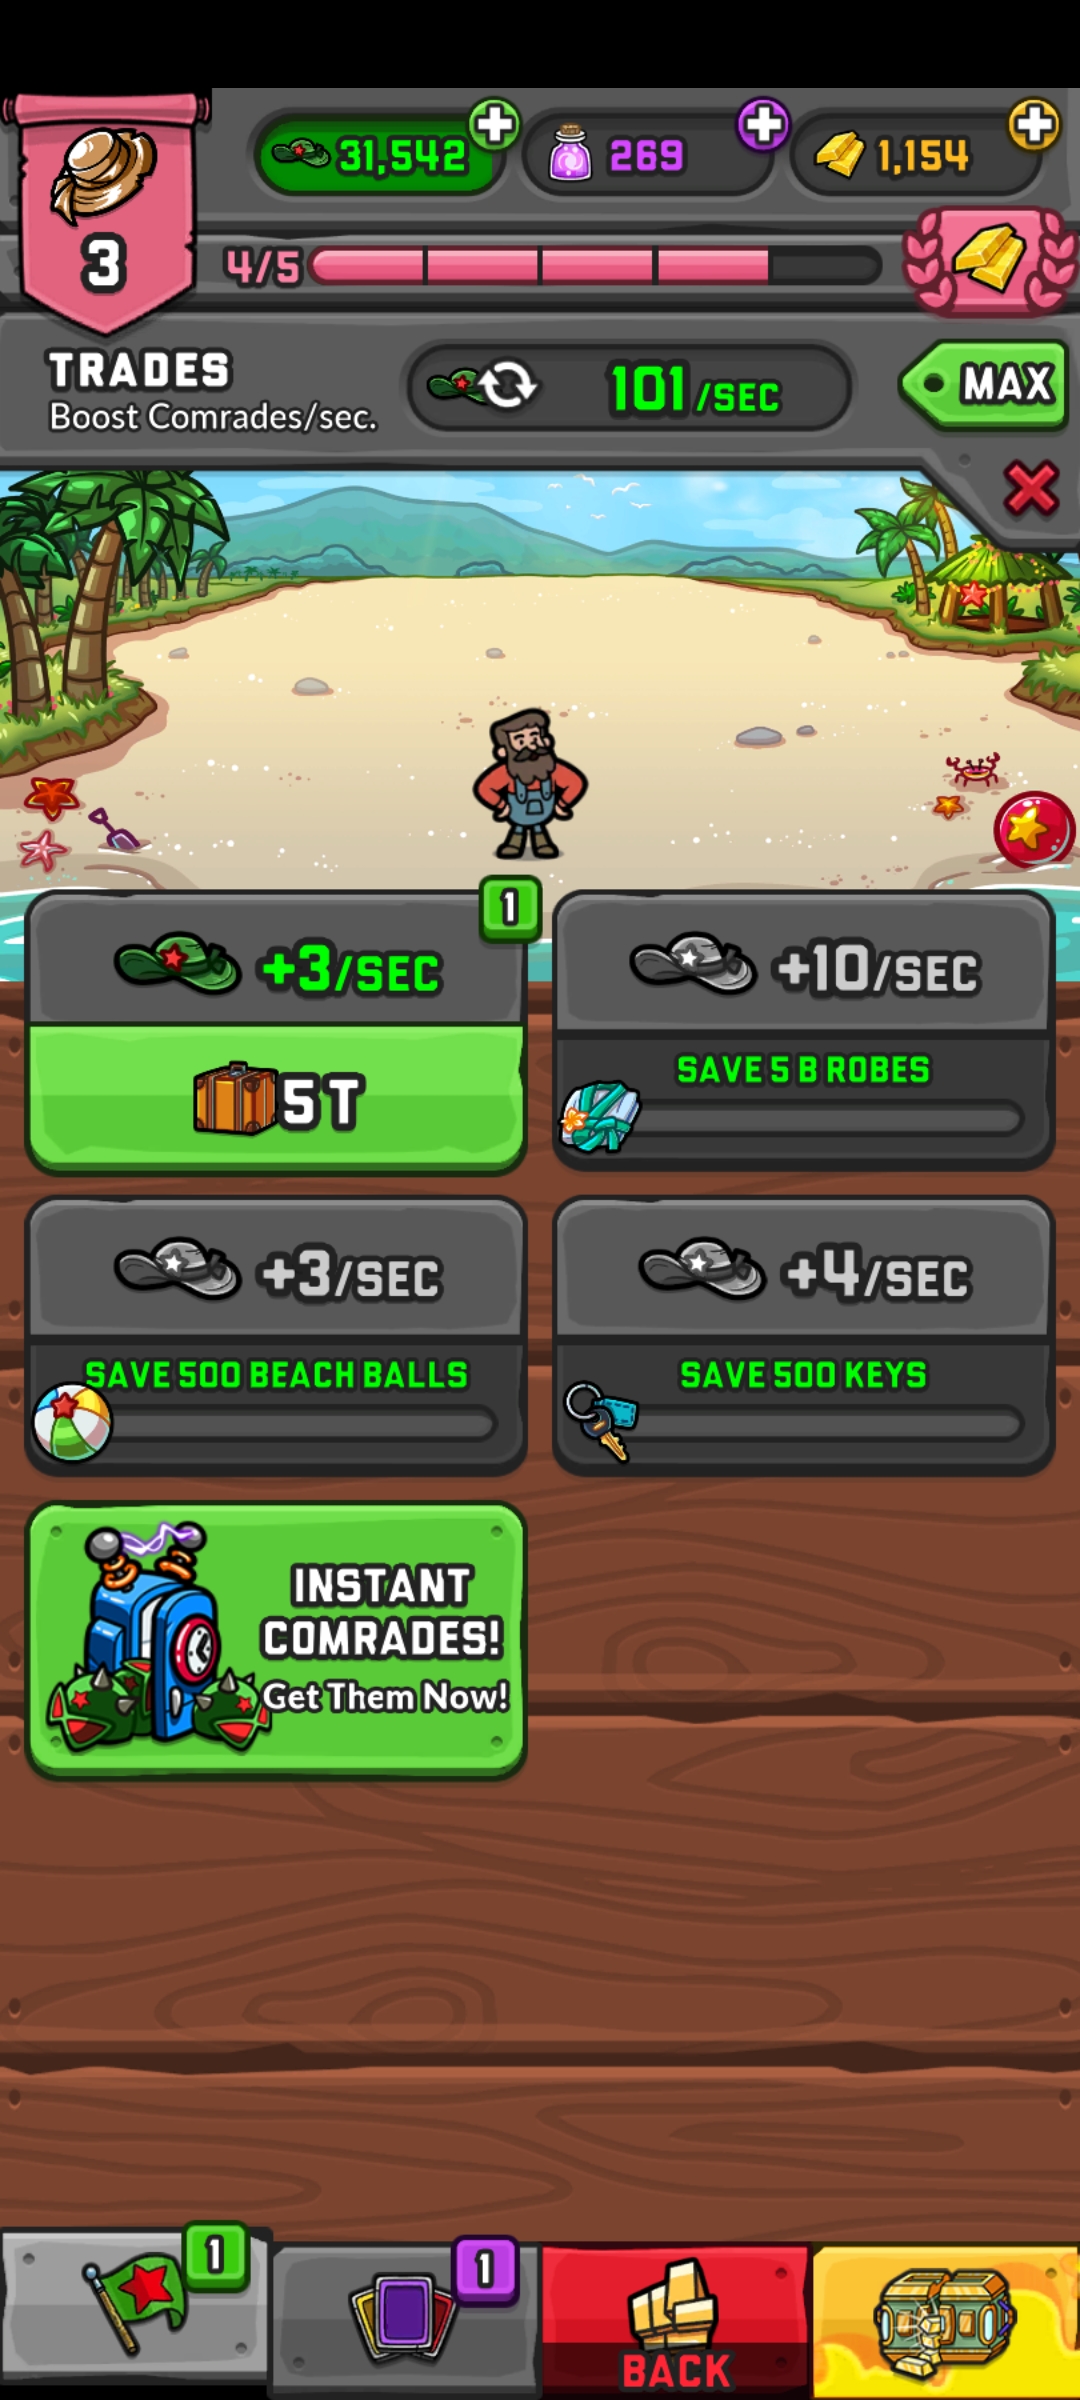 31,542
269
1,154
3
4/5
TRADES
Boost Comrades/sec.
101/SEC
MAX
1
+3/SEC
+10/SEC
5 T
SAVE 5 B ROBES
+3/SEC
+4/SEC
SAVE 500 BEACH BALLS
SAVE 500 KEYS
INSTANT
COMRADES!
Get Them Now!
1
1
BACK